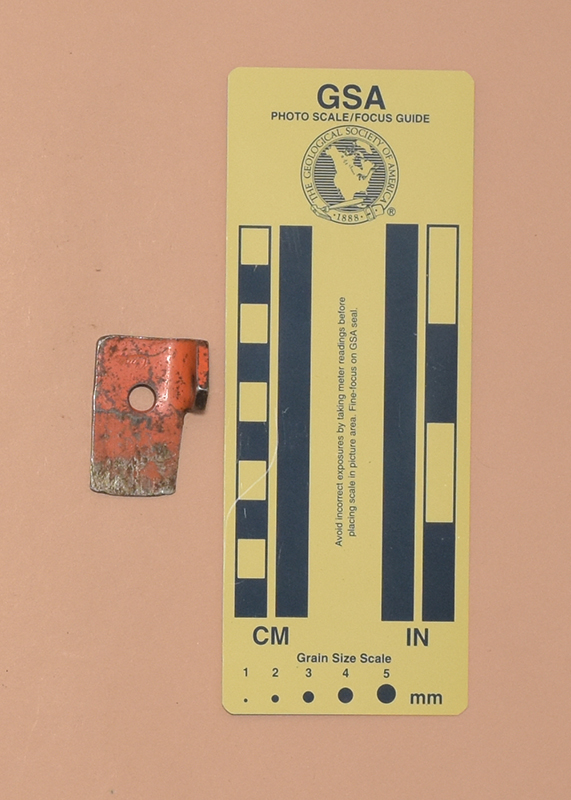 GSA
PHOTO SCALE/FOCUS GUIDE
THE GEOLOGICAL SOCIETY OF AMERICA
·1888·
®
Avoid incorrect exposures by taking meter readings before
placing scale in picture area. Fine-focus on GSA seal.
CM
IN
Grain Size Scale
1 2 3 4 5
mm